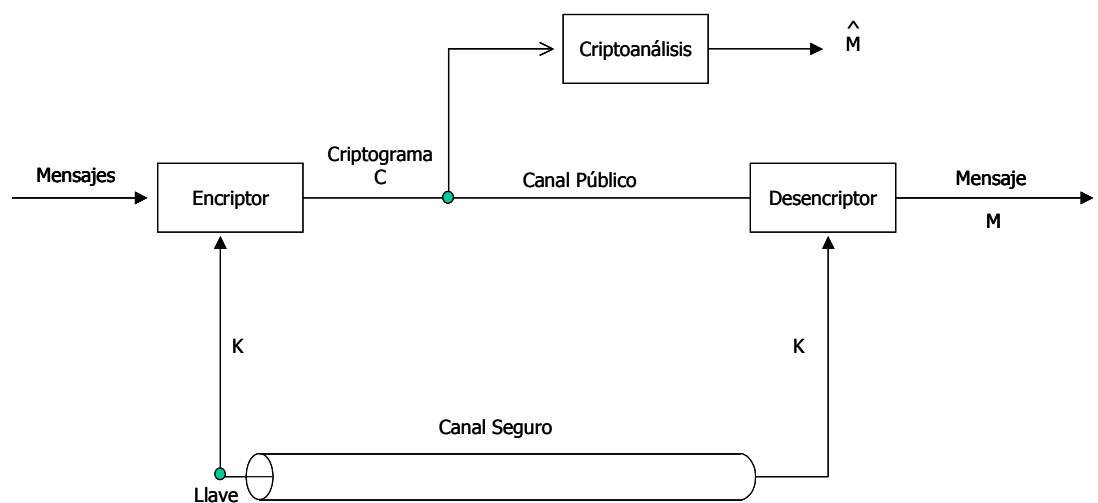 Criptoanálisis
^
M
Mensajes
Encriptor
Criptograma
C
Canal Público
Desencriptor
Mensaje
M
K
K
Canal Seguro
Llave